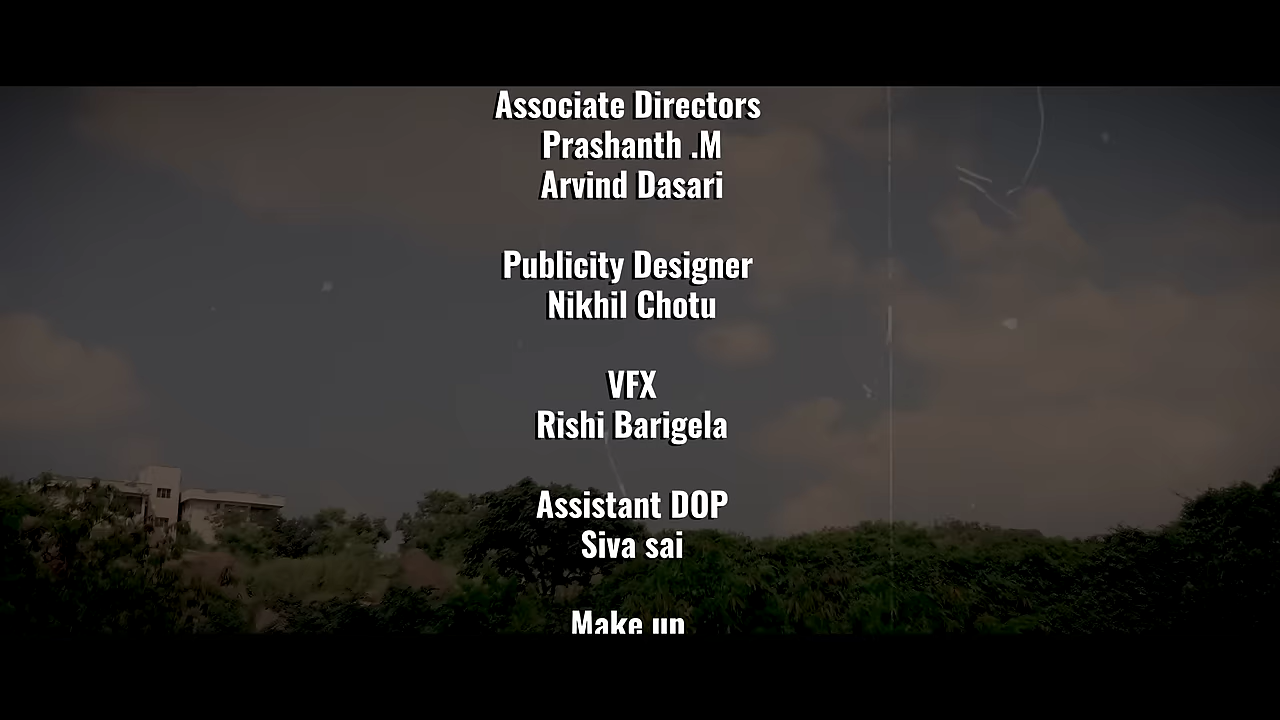 Associate Directors
Prashanth .M
Arvind Dasari
Publicity Designer
Nikhil Chotu
VFX
Rishi Barigela
Assistant DOP
Siva sai
Make up